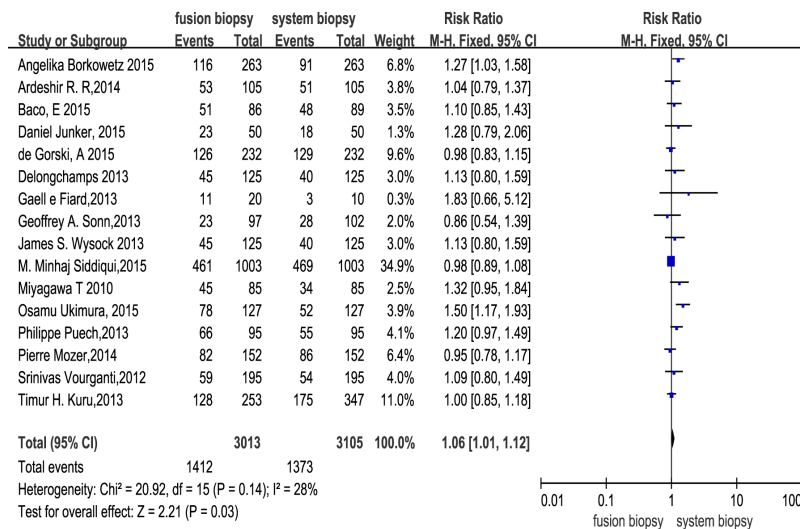 fusion biopsy system biopsy Risk Ratio Risk Ratio
Study or Subgroup Events Total Events Total Weight M-H, Fixed, 95% CI M-H, Fixed, 95% CI
Angelika Borkowetz 2015 116 263 91 263 6.8% 1.27 [1.03, 1.58]
Ardeshir R. R,2014 53 105 51 105 3.8% 1.04 [0.79, 1.37]
Baco, E 2015 51 86 48 89 3.5% 1.10 [0.85, 1.43]
Daniel Junker, 2015 23 50 18 50 1.3% 1.28 [0.79, 2.06]
de Gorski, A 2015 126 232 129 232 9.6% 0.98 [0.83, 1.15]
Delongchamps 2013 45 125 40 125 3.0% 1.13 [0.80, 1.59]
Gaell e Fiard,2013 11 20 3 10 0.3% 1.83 [0.66, 5.12]
Geoffrey A. Sonn,2013 23 97 28 102 2.0% 0.86 [0.54, 1.39]
James S. Wysock 2013 45 125 40 125 3.0% 1.13 [0.80, 1.59]
M. Minhaj Siddiqui,2015 461 1003 469 1003 34.9% 0.98 [0.89, 1.08]
Miyagawa T 2010 45 85 34 85 2.5% 1.32 [0.95, 1.84]
Osamu Ukimura, 2015 78 127 52 127 3.9% 1.50 [1.17, 1.93]
Philippe Puech,2013 66 95 55 95 4.1% 1.20 [0.97, 1.49]
Pierre Mozer,2014 82 152 86 152 6.4% 0.95 [0.78, 1.17]
Srinivas Vourganti,2012 59 195 54 195 4.0% 1.09 [0.80, 1.49]
Timur H. Kuru,2013 128 253 175 347 11.0% 1.00 [0.85, 1.18]
Total (95% CI) 3013 3105 100.0% 1.06 [1.01, 1.12]
Total events 1412 1373
Heterogeneity: Chi² = 20.92, df = 15 (P = 0.14); I² = 28%
Test for overall effect: Z = 2.21 (P = 0.03)
0.01 0.1 1 10 100
fusion biopsy system biopsy